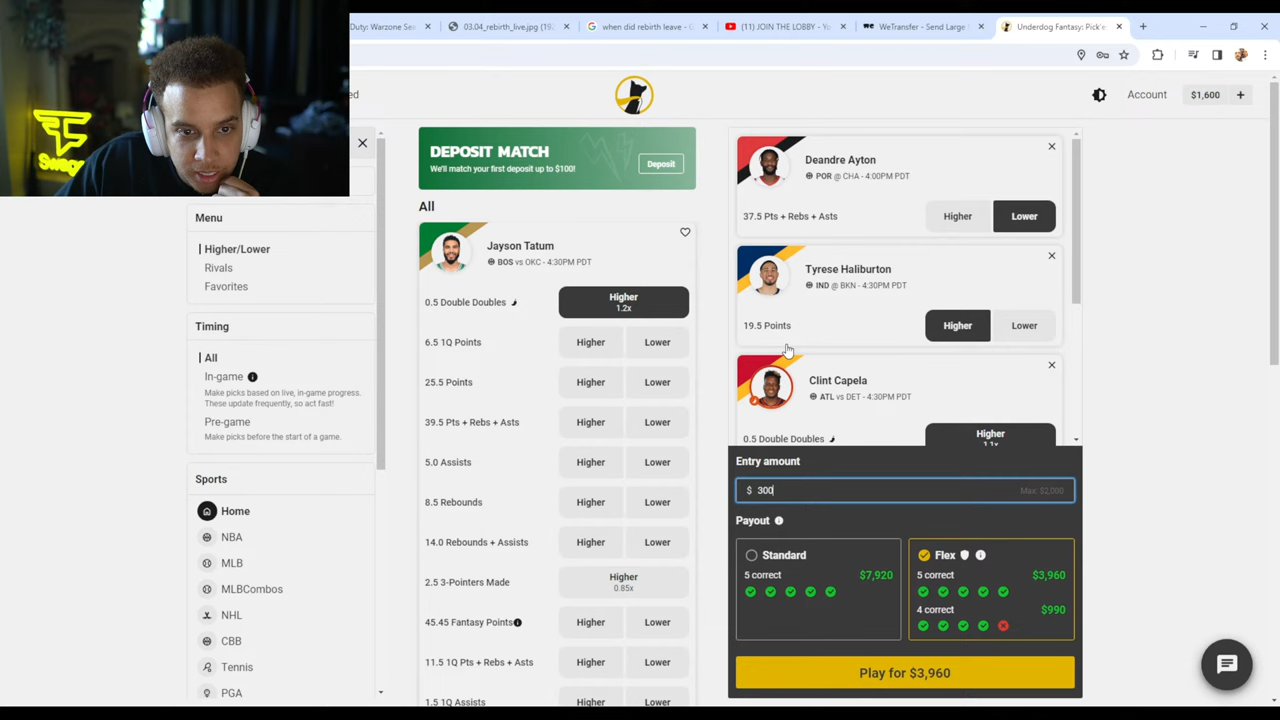 Duty: Warzone Sea
03.04_rebirth_live.jpg (192
when did rebirth leave - G
(11) JOIN THE LOBBY - Yo
WeTransfer - Send Large F
Underdog Fantasy: Pick'e
ed
Account
$1,600 +
FaZe
Menu
Higher/Lower
Rivals
Favorites
Timing
All
In-game
Make picks based on live, in-game progress.
These update frequently, so act fast!
Pre-game
Make picks before the start of a game.
Sports
Home
NBA
MLB
MLBCombos
NHL
CBB
Tennis
PGA
DEPOSIT MATCH
We'll match your first deposit up to $100!
Deposit
All
Jayson Tatum
BOS vs OKC - 4:30PM PDT
0.5 Double Doubles
Higher
1.2x
6.5 1Q Points Higher Lower
25.5 Points Higher Lower
39.5 Pts + Rebs + Asts Higher Lower
5.0 Assists Higher Lower
8.5 Rebounds Higher Lower
14.0 Rebounds + Assists Higher Lower
2.5 3-Pointers Made
Higher
0.85x
45.45 Fantasy Points Higher Lower
11.5 1Q Pts + Rebs + Asts Higher Lower
1.5 1Q Assists Higher Lower
Deandre Ayton
POR @ CHA - 4:00PM PDT
37.5 Pts + Rebs + Asts Higher Lower
Tyrese Haliburton
IND @ BKN - 4:30PM PDT
19.5 Points Higher Lower
Clint Capela
ATL vs DET - 4:30PM PDT
0.5 Double Doubles
Higher
1.1x
Entry amount
$ 300 Max: $2,000
Payout
Standard
5 correct $7,920
Flex
5 correct $3,960
4 correct $990
Play for $3,960